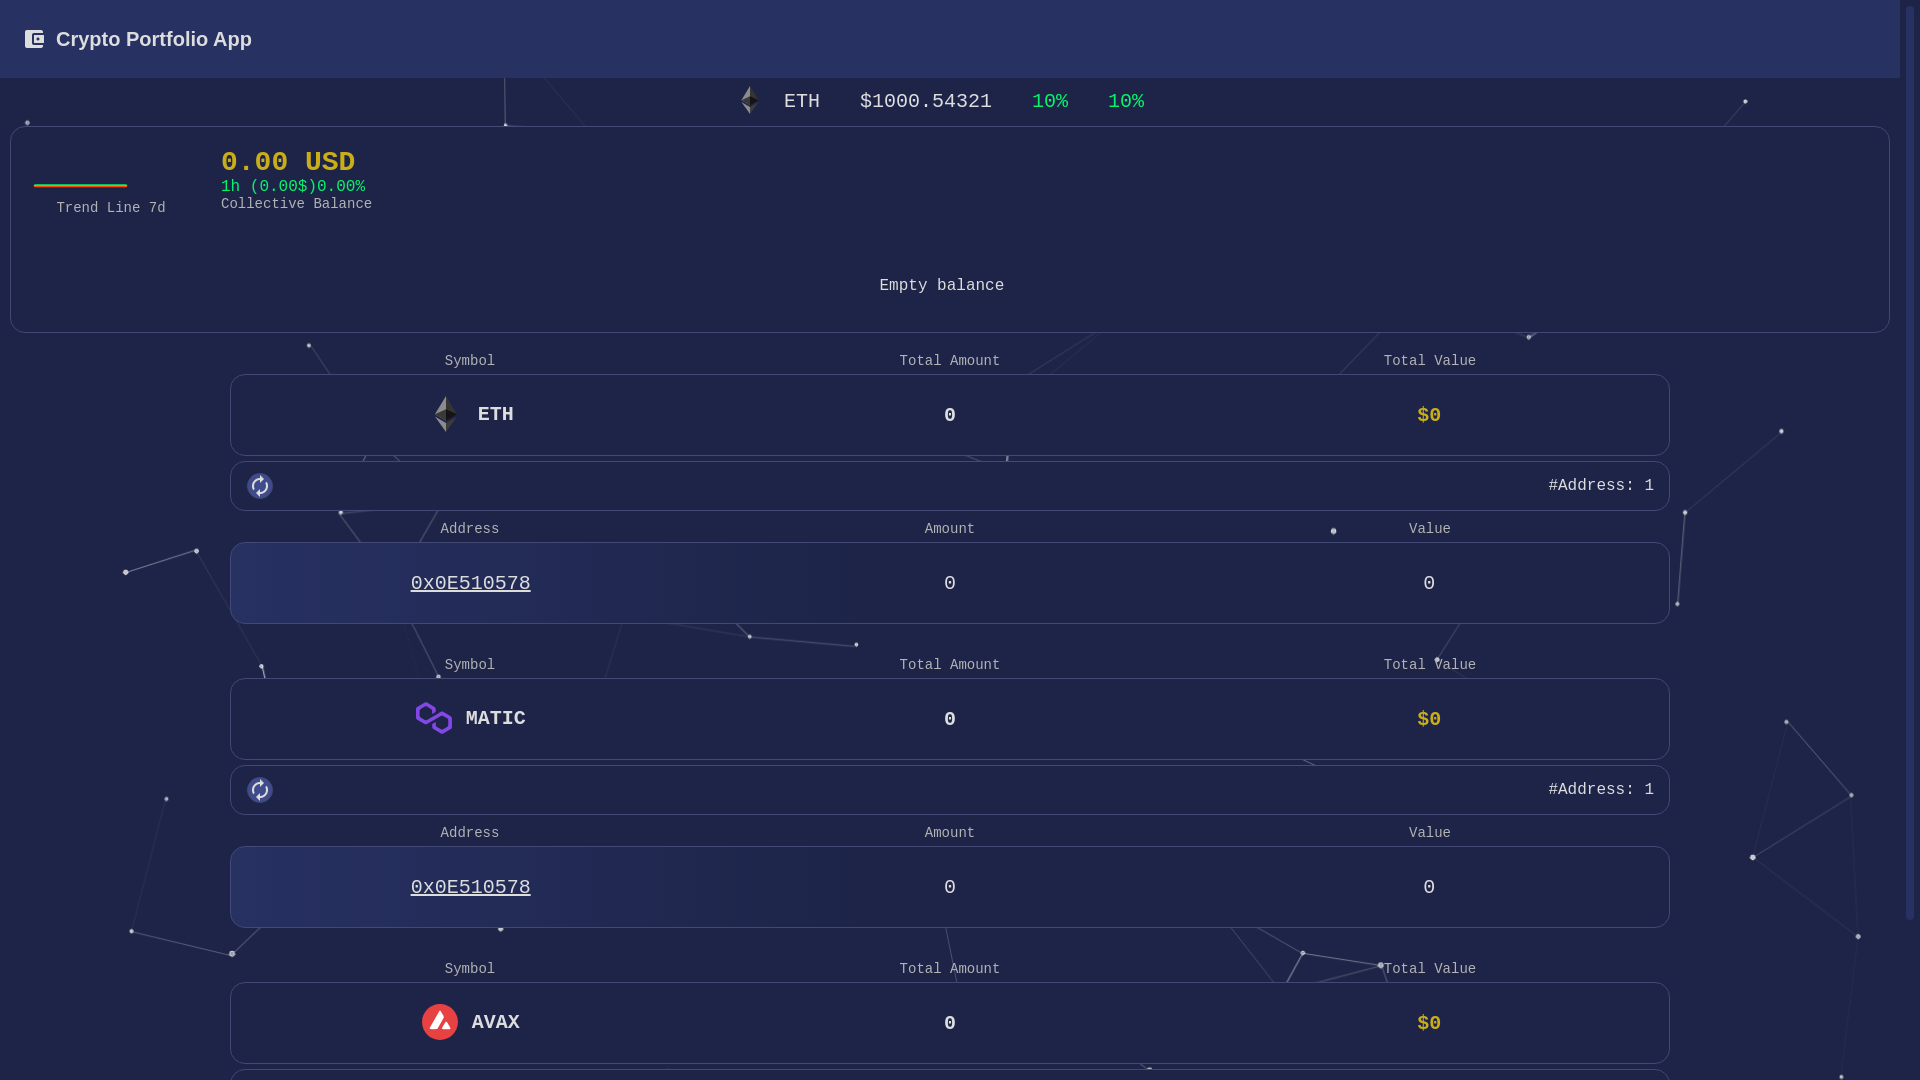 Crypto Portfolio App
ETH $1000.54321 10% 10%
0.00 USD
1h (0.00$)0.00%
Collective Balance
Trend Line 7d
Empty balance
Symbol Total Amount Total Value
ETH 0 $0
#Address: 1
Address Amount Value
0x0E510578 0 0
Symbol Total Amount Total Value
MATIC 0 $0
#Address: 1
Address Amount Value
0x0E510578 0 0
Symbol Total Amount Total Value
AVAX 0 $0